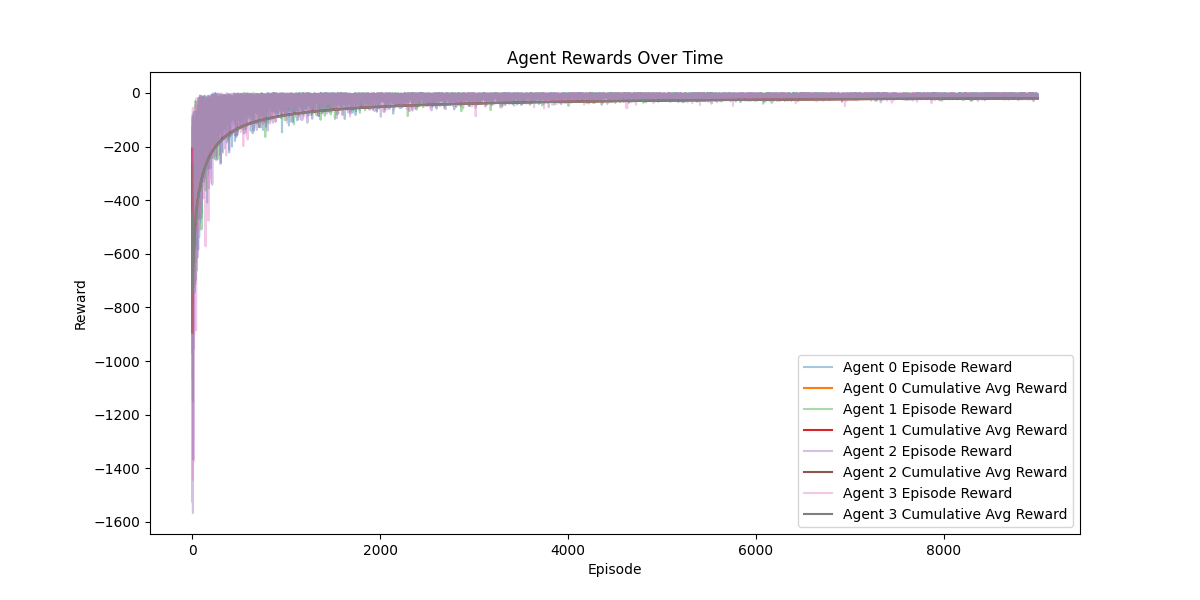 Agent Rewards Over Time
0
−200
−400
−600
−800
−1000
−1200
−1400
−1600
Reward
Agent 0 Episode Reward
Agent 0 Cumulative Avg Reward
Agent 1 Episode Reward
Agent 1 Cumulative Avg Reward
Agent 2 Episode Reward
Agent 2 Cumulative Avg Reward
Agent 3 Episode Reward
Agent 3 Cumulative Avg Reward
0 2000 4000 6000 8000
Episode